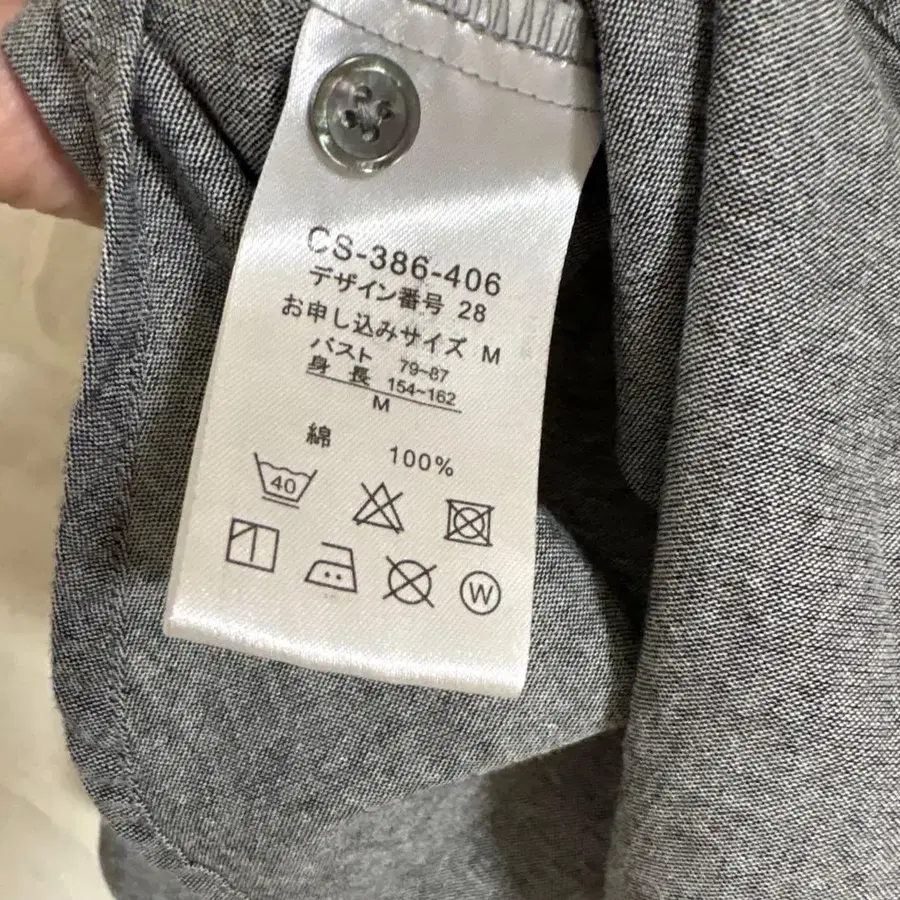 CS-386-406
デザイン番号 28
お申し込みサイズ M
バスト 79~87
身長 154~162
M
綿 100%
40
W